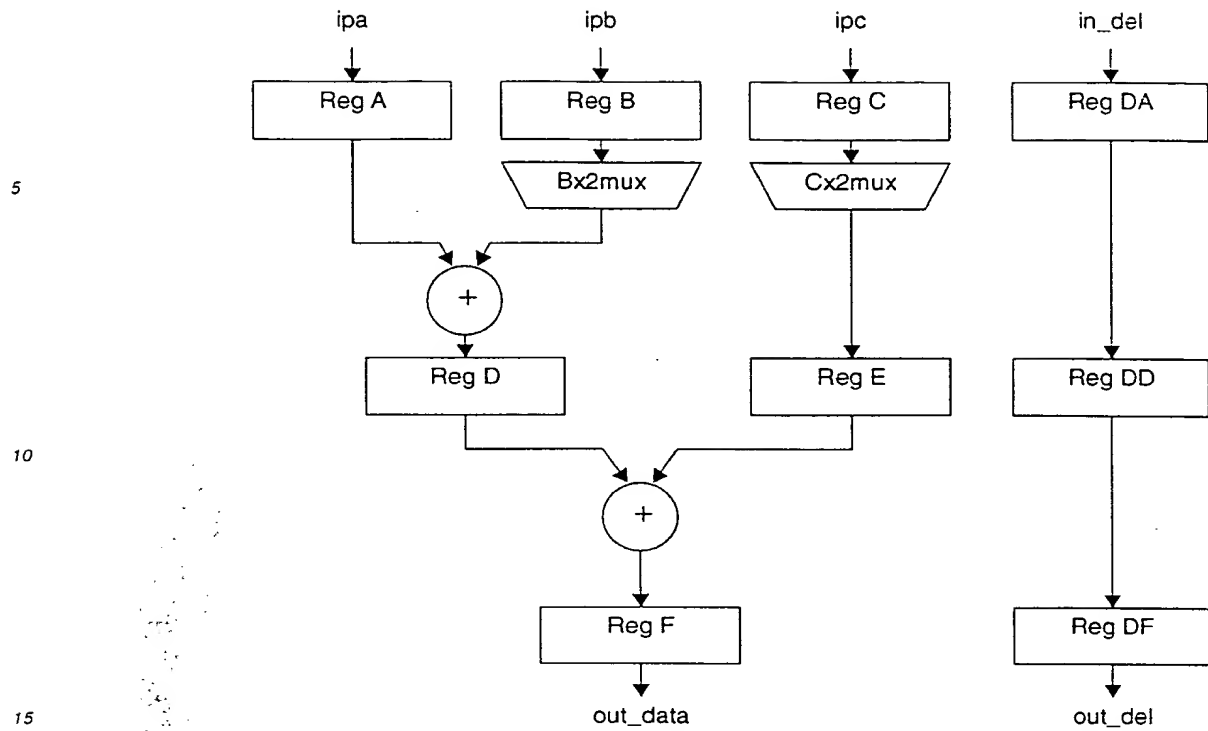 ipa ipb ipc in_del
Reg A Reg B Reg C Reg DA
5 Bx2mux Cx2mux
+
Reg D Reg E Reg DD
10
+
Reg F Reg DF
15 out_data out_del